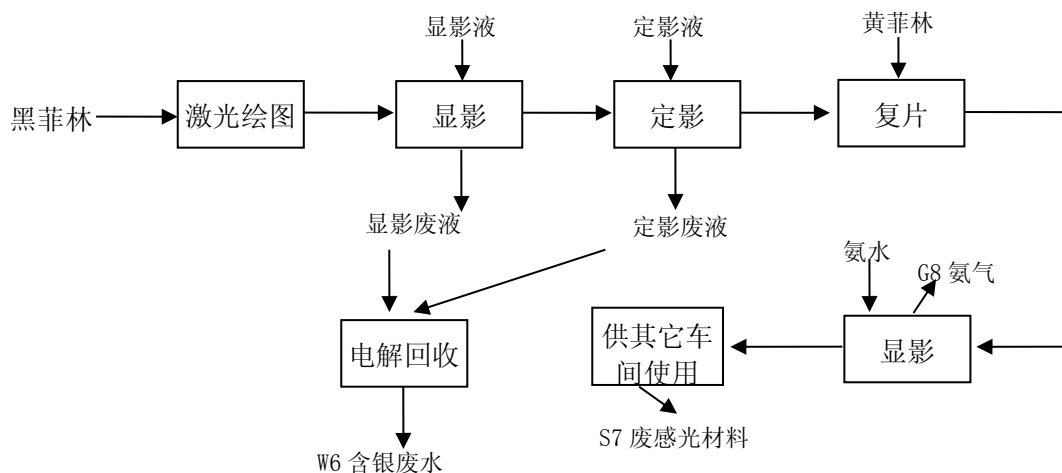 显影液
定影液
黄菲林
黑菲林
激光绘图
显影
定影
复片
显影废液
定影废液
氨水
G8 氨气
电解回收
供其它车
间使用
显影
S7 废感光材料
W6 含银废水